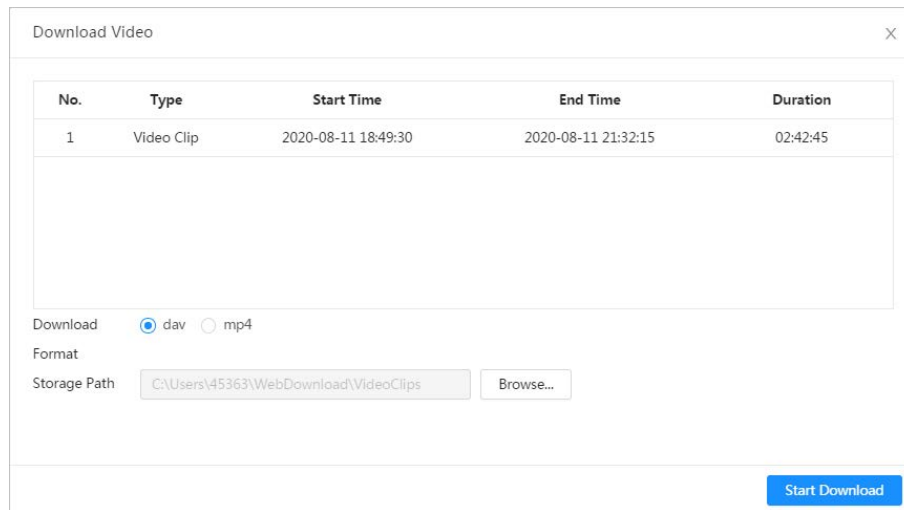 Download Video
No. Type Start Time End Time Duration
1 Video Clip 2020-08-11 18:49:30 2020-08-11 21:32:15 02:42:45
Download dav mp4
Format
Storage Path C:\Users\45363\WebDownload\VideoClips Browse...
Start Download